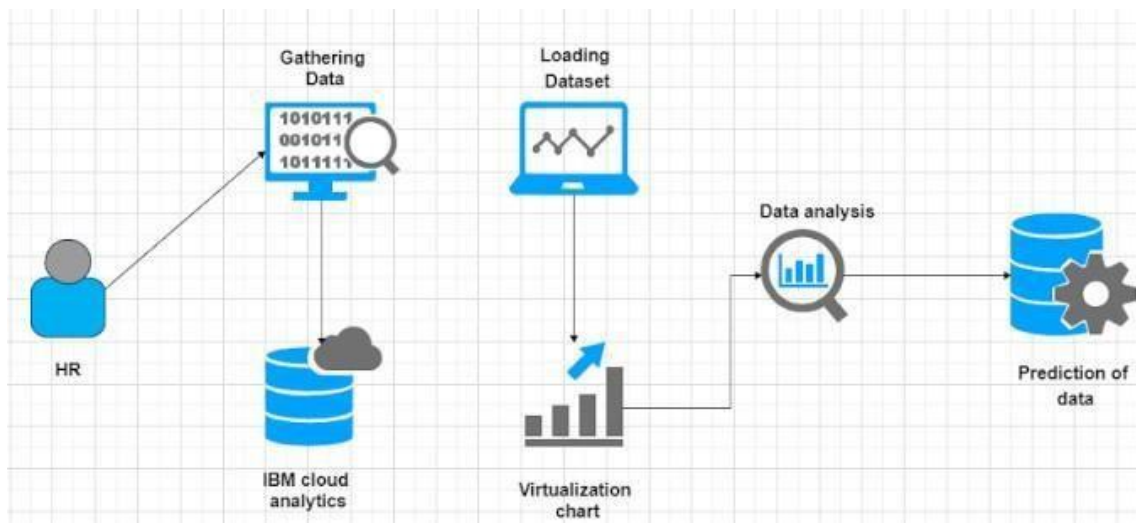 Gathering
Data
1010111
001011
101111
Loading
Dataset
Data analysis
HR
IBM cloud
analytics
Virtualization
chart
Prediction of
data